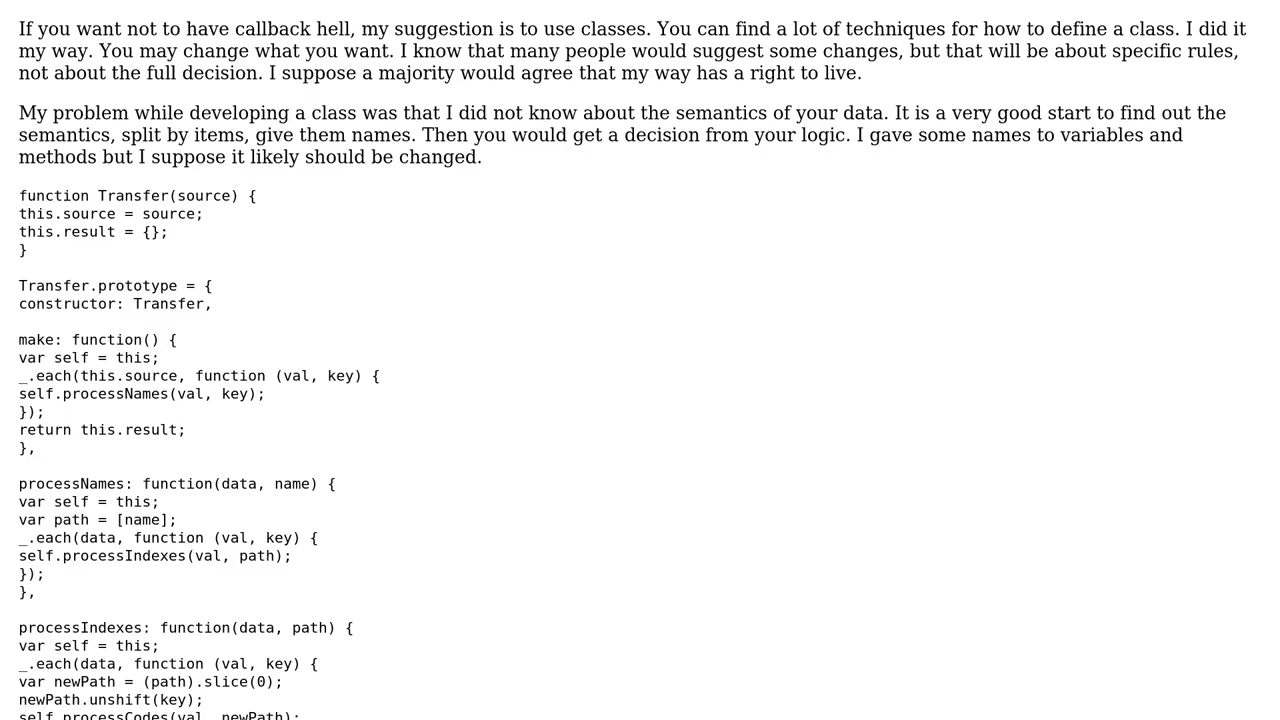 If you want not to have callback hell, my suggestion is to use classes. You can find a lot of techniques for how to define a class. I did it
my way. You may change what you want. I know that many people would suggest some changes, but that will be about specific rules,
not about the full decision. I suppose a majority would agree that my way has a right to live.
My problem while developing a class was that I did not know about the semantics of your data. It is a very good start to find out the
semantics, split by items, give them names. Then you would get a decision from your logic. I gave some names to variables and
methods but I suppose it likely should be changed.
function Transfer(source) {
this.source = source;
this.result = {};
}
Transfer.prototype = {
constructor: Transfer,
make: function() {
var self = this;
_.each(this.source, function (val, key) {
self.processNames(val, key);
});
return this.result;
},
processNames: function(data, name) {
var self = this;
var path = [name];
_.each(data, function (val, key) {
self.processIndexes(val, path);
});
},
processIndexes: function(data, path) {
var self = this;
_.each(data, function (val, key) {
var newPath = (path).slice(0);
newPath.unshift(key);
self.processCodes(val, newPath);